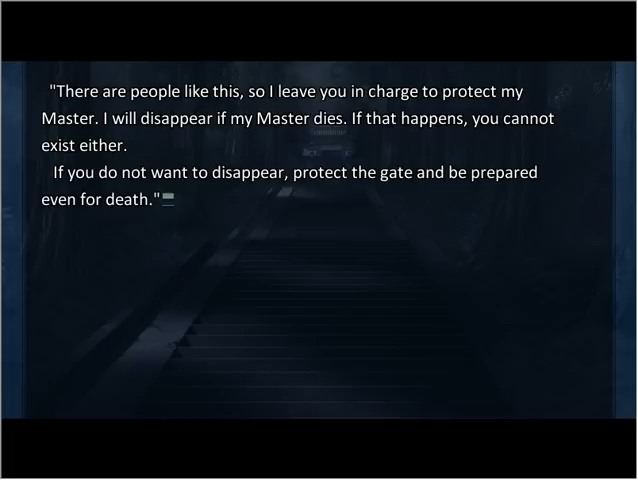 "There are people like this, so I leave you in charge to protect my
Master. I will disappear if my Master dies. If that happens, you cannot
exist either.
If you do not want to disappear, protect the gate and be prepared
even for death."